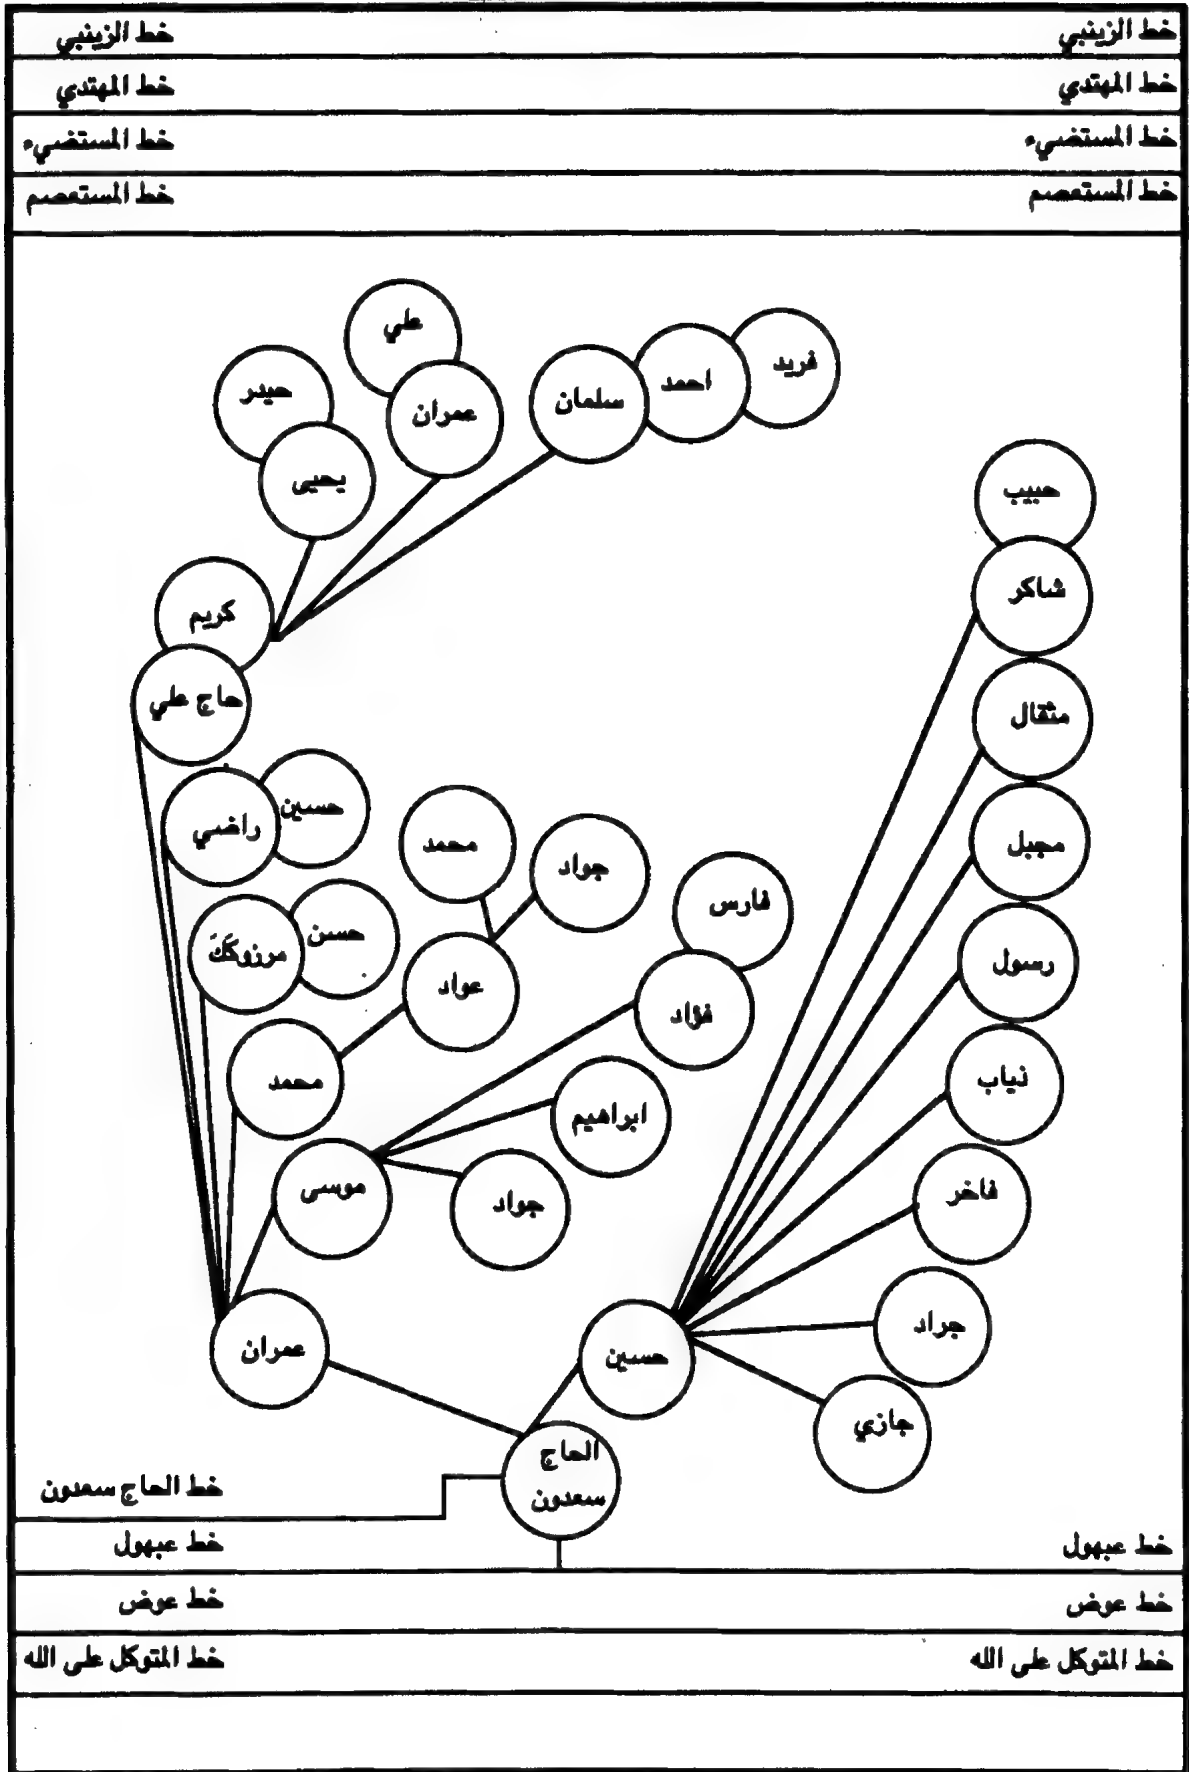 خط الزينبي خط الزينبي
خط المهتدي خط المهتدي
خط المستضيء خط المستضيء
خط المستعصم خط المستعصم
علي
فريد
احمد
سلمان
عمران
حيدر
يحيى
حبيب
شاكر
كريم
حاج علي
مثقال
حسين
راضي
محمد
جواد
مجبل
فارس
حسن
مرزوكَ
عواد
رسول
فؤاد
محمد
ذياب
ابراهيم
موسى
جواد
فاخر
جراد
عمران
حسين
جازي
الحاج
سعدون
خط الحاج سعدون
خط عبهول خط عبهول
خط عوض خط عوض
خط المتوكل على الله خط المتوكل على الله